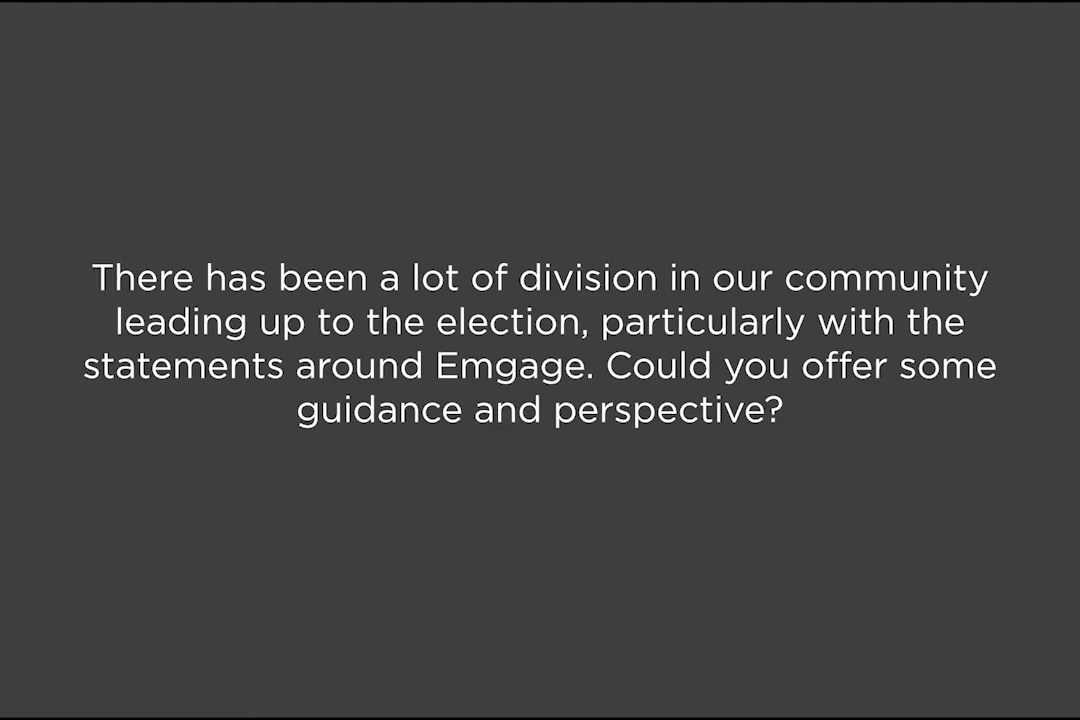 There has been a lot of division in our community
leading up to the election, particularly with the
statements around Emgage. Could you offer some
guidance and perspective?